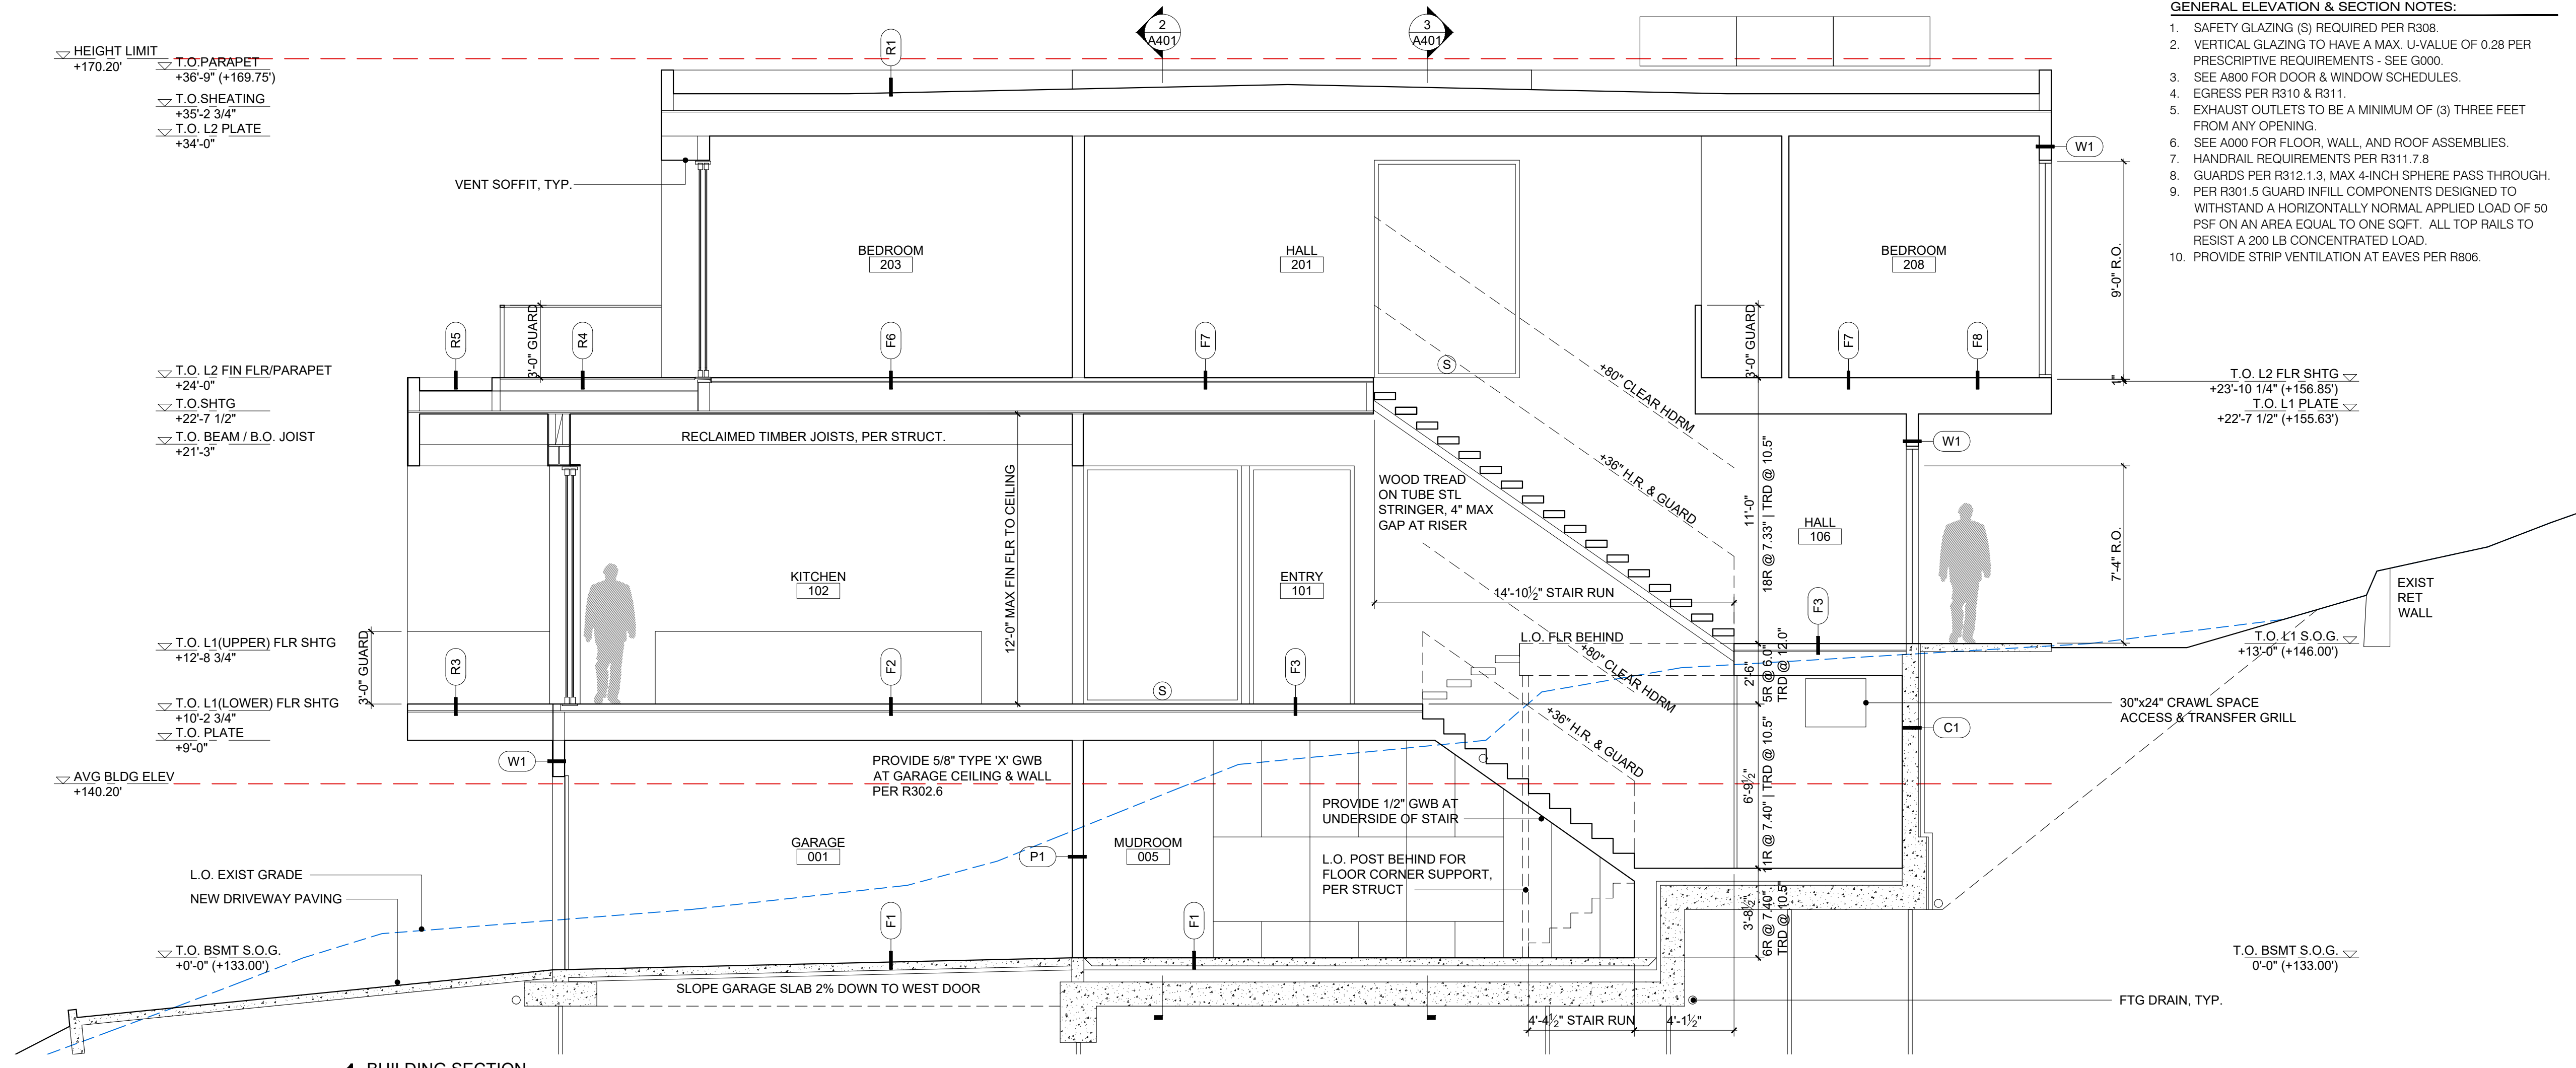 GENERAL ELEVATION & SECTION NOTES:
1. SAFETY GLAZING (S) REQUIRED PER R308.
2. VERTICAL GLAZING TO HAVE A MAX. U-VALUE OF 0.28 PER
PRESCRIPTIVE REQUIREMENTS - SEE G000.
3. SEE A800 FOR DOOR & WINDOW SCHEDULES.
4. EGRESS PER R310 & R311.
5. EXHAUST OUTLETS TO BE A MINIMUM OF (3) THREE FEET
FROM ANY OPENING.
6. SEE A000 FOR FLOOR, WALL, AND ROOF ASSEMBLIES.
7. HANDRAIL REQUIREMENTS PER R311.7.8
8. GUARDS PER R312.1.3, MAX 4-INCH SPHERE PASS THROUGH.
9. PER R301.5 GUARD INFILL COMPONENTS DESIGNED TO
WITHSTAND A HORIZONTALLY NORMAL APPLIED LOAD OF 50
PSF ON AN AREA EQUAL TO ONE SQFT. ALL TOP RAILS TO
RESIST A 200 LB CONCENTRATED LOAD.
10. PROVIDE STRIP VENTILATION AT EAVES PER R806.
HEIGHT LIMIT
+170.20'
T.O.PARAPET
+36'-9" (+169.75')
T.O.SHEATING
+35'-2 3/4"
T.O. L2 PLATE
+34'-0"
R1
2
A401
3
A401
W1
VENT SOFFIT, TYP.
BEDROOM
203
HALL
201
BEDROOM
208
9'-0" R.O.
R5
3'-0" GUARD
R4
F6
F7
S
3'-0" GUARD
F7
F8
1"
T.O. L2 FIN FLR/PARAPET
+24'-0"
T.O.SHTG
+22'-7 1/2"
T.O. BEAM / B.O. JOIST
+21'-3"
T.O. L2 FLR SHTG
+23'-10 1/4" (+156.85')
T.O. L1 PLATE
+22'-7 1/2" (+155.63')
+80" CLEAR HDRM
+36" H.R. & GUARD
RECLAIMED TIMBER JOISTS, PER STRUCT.
12'-0" MAX FIN FLR TO CEILING
WOOD TREAD
ON TUBE STL
STRINGER, 4" MAX
GAP AT RISER
11'-0"
18R @ 7.33" | TRD @ 10.5"
W1
HALL
106
7'-4" R.O.
KITCHEN
102
ENTRY
101
14'-10½" STAIR RUN
F3
EXIST
RET
WALL
T.O. L1(UPPER) FLR SHTG
+12'-8 3/4"
3'-0" GUARD
R3
F2
F3
S
L.O. FLR BEHIND
+80" CLEAR HDRM
+36" H.R. & GUARD
2'-6"
5R @ 6.0"
TRD @ 12.0"
T.O. L1 S.O.G.
+13'-0" (+146.00')
T.O. L1(LOWER) FLR SHTG
+10'-2 3/4"
T.O. PLATE
+9'-0"
30"x24" CRAWL SPACE
ACCESS & TRANSFER GRILL
C1
W1
PROVIDE 5/8" TYPE 'X' GWB
AT GARAGE CEILING & WALL
PER R302.6
AVG BLDG ELEV
+140.20'
6'-9½"
11R @ 7.40" | TRD @ 10.5"
PROVIDE 1/2" GWB AT
UNDERSIDE OF STAIR
GARAGE
001
P1
MUDROOM
005
L.O. POST BEHIND FOR
FLOOR CORNER SUPPORT,
PER STRUCT
L.O. EXIST GRADE
NEW DRIVEWAY PAVING
F1
F1
3'-8½"
6R @ 7.40"
TRD @ 10.5"
T.O. BSMT S.O.G.
+0'-0" (+133.00')
T.O. BSMT S.O.G.
0'-0" (+133.00')
SLOPE GARAGE SLAB 2% DOWN TO WEST DOOR
FTG DRAIN, TYP.
4'-4½" STAIR RUN
4'-1½"
BUILDING SECTION